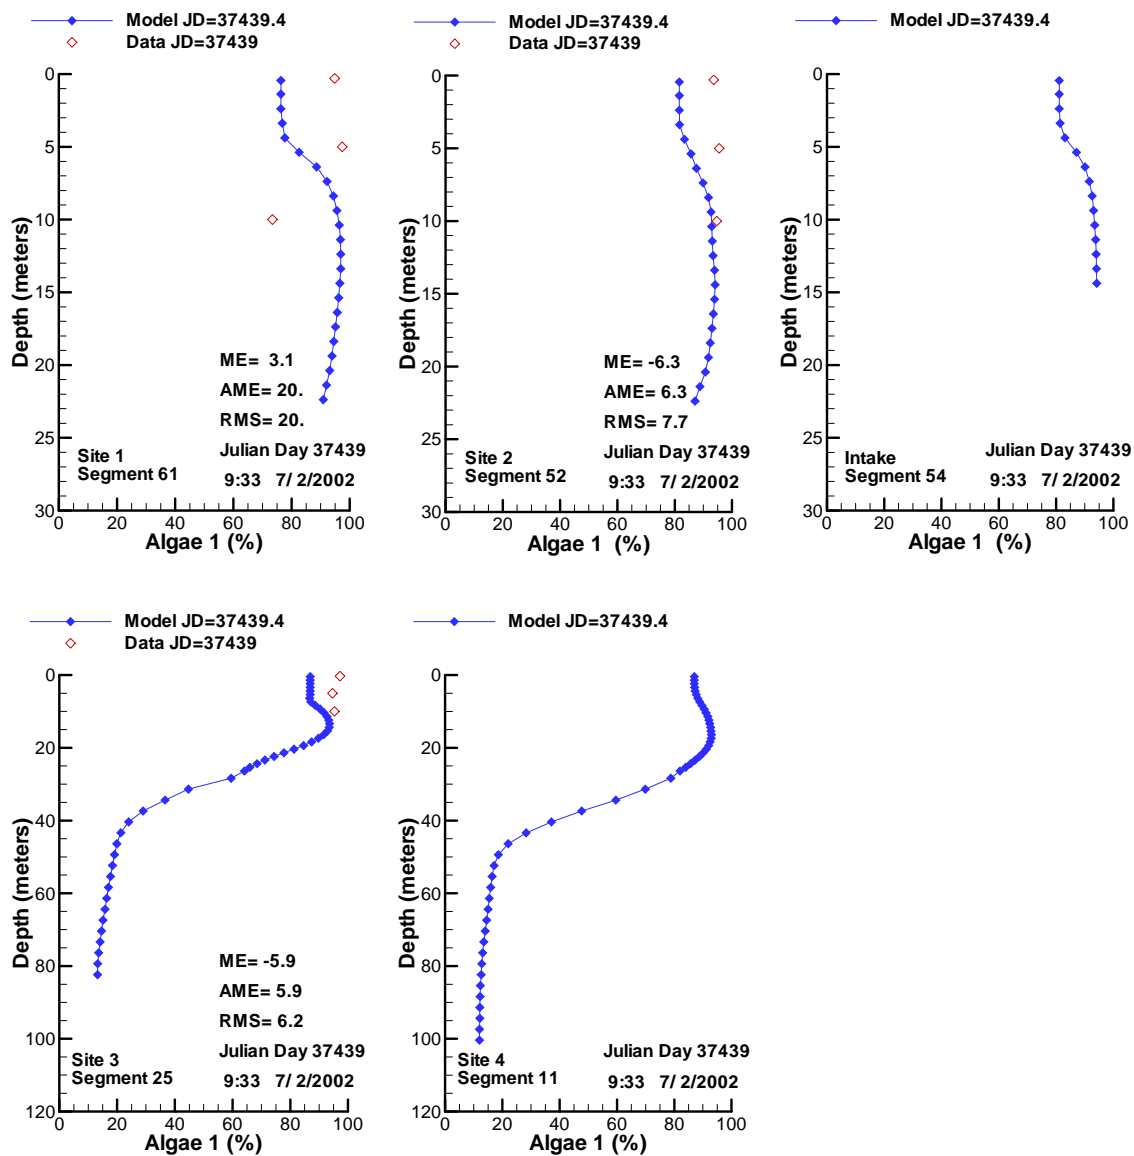 Model JD=37439.4
Data JD=37439
0
5
10
15
20
25
30
Depth (meters)
ME= 3.1
AME= 20.
RMS= 20.
Julian Day 37439
9:33 7/ 2/2002
Site 1
Segment 61
0 20 40 60 80 100
Algae 1 (%)
Model JD=37439.4
Data JD=37439
0
5
10
15
20
25
30
Depth (meters)
ME= -6.3
AME= 6.3
RMS= 7.7
Julian Day 37439
9:33 7/ 2/2002
Site 2
Segment 52
0 20 40 60 80 100
Algae 1 (%)
Model JD=37439.4
0
5
10
15
20
25
30
Depth (meters)
Julian Day 37439
9:33 7/ 2/2002
Intake
Segment 54
0 20 40 60 80 100
Algae 1 (%)
Model JD=37439.4
Data JD=37439
0
20
40
60
80
100
120
Depth (meters)
ME= -5.9
AME= 5.9
RMS= 6.2
Julian Day 37439
9:33 7/ 2/2002
Site 3
Segment 25
0 20 40 60 80 100
Algae 1 (%)
Model JD=37439.4
0
20
40
60
80
100
120
Depth (meters)
Julian Day 37439
9:33 7/ 2/2002
Site 4
Segment 11
0 20 40 60 80 100
Algae 1 (%)